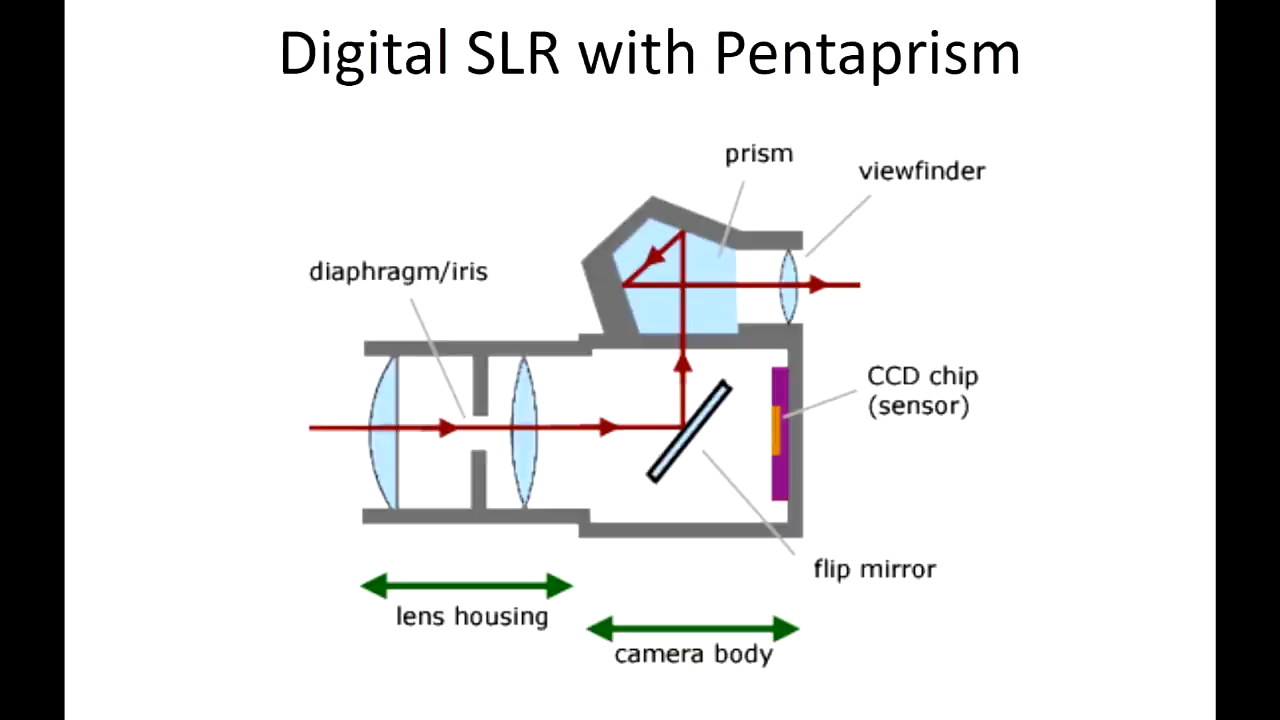 Digital SLR with Pentaprism
prism
viewfinder
diaphragm/iris
CCD chip
(sensor)
flip mirror
lens housing
camera body